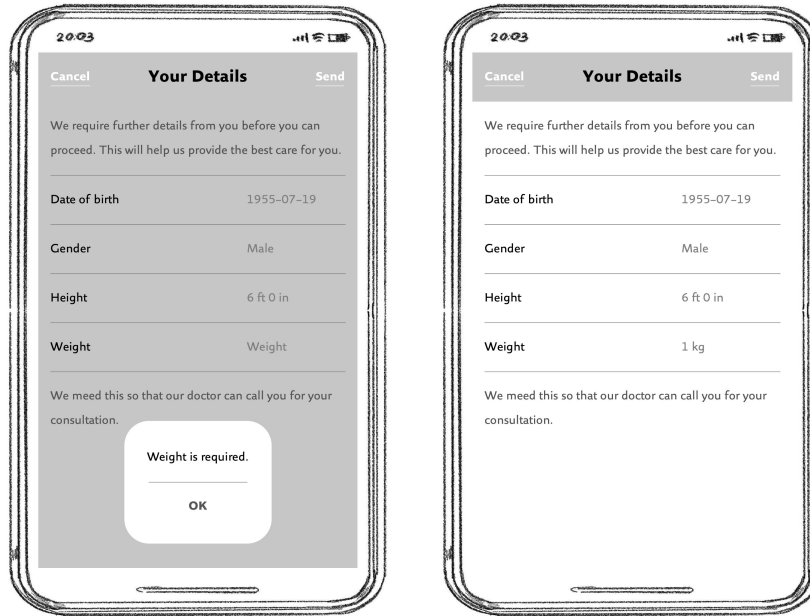 20:03
Cancel Your Details Send
We require further details from you before you can
proceed. This will help us provide the best care for you.
Date of birth 1955-07-19
Gender Male
Height 6 ft 0 in
Weight Weight
We meed this so that our doctor can call you for your
consultation.
Weight is required.
OK
20:03
Cancel Your Details Send
We require further details from you before you can
proceed. This will help us provide the best care for you.
Date of birth 1955-07-19
Gender Male
Height 6 ft 0 in
Weight 1 kg
We meed this so that our doctor can call you for your
consultation.